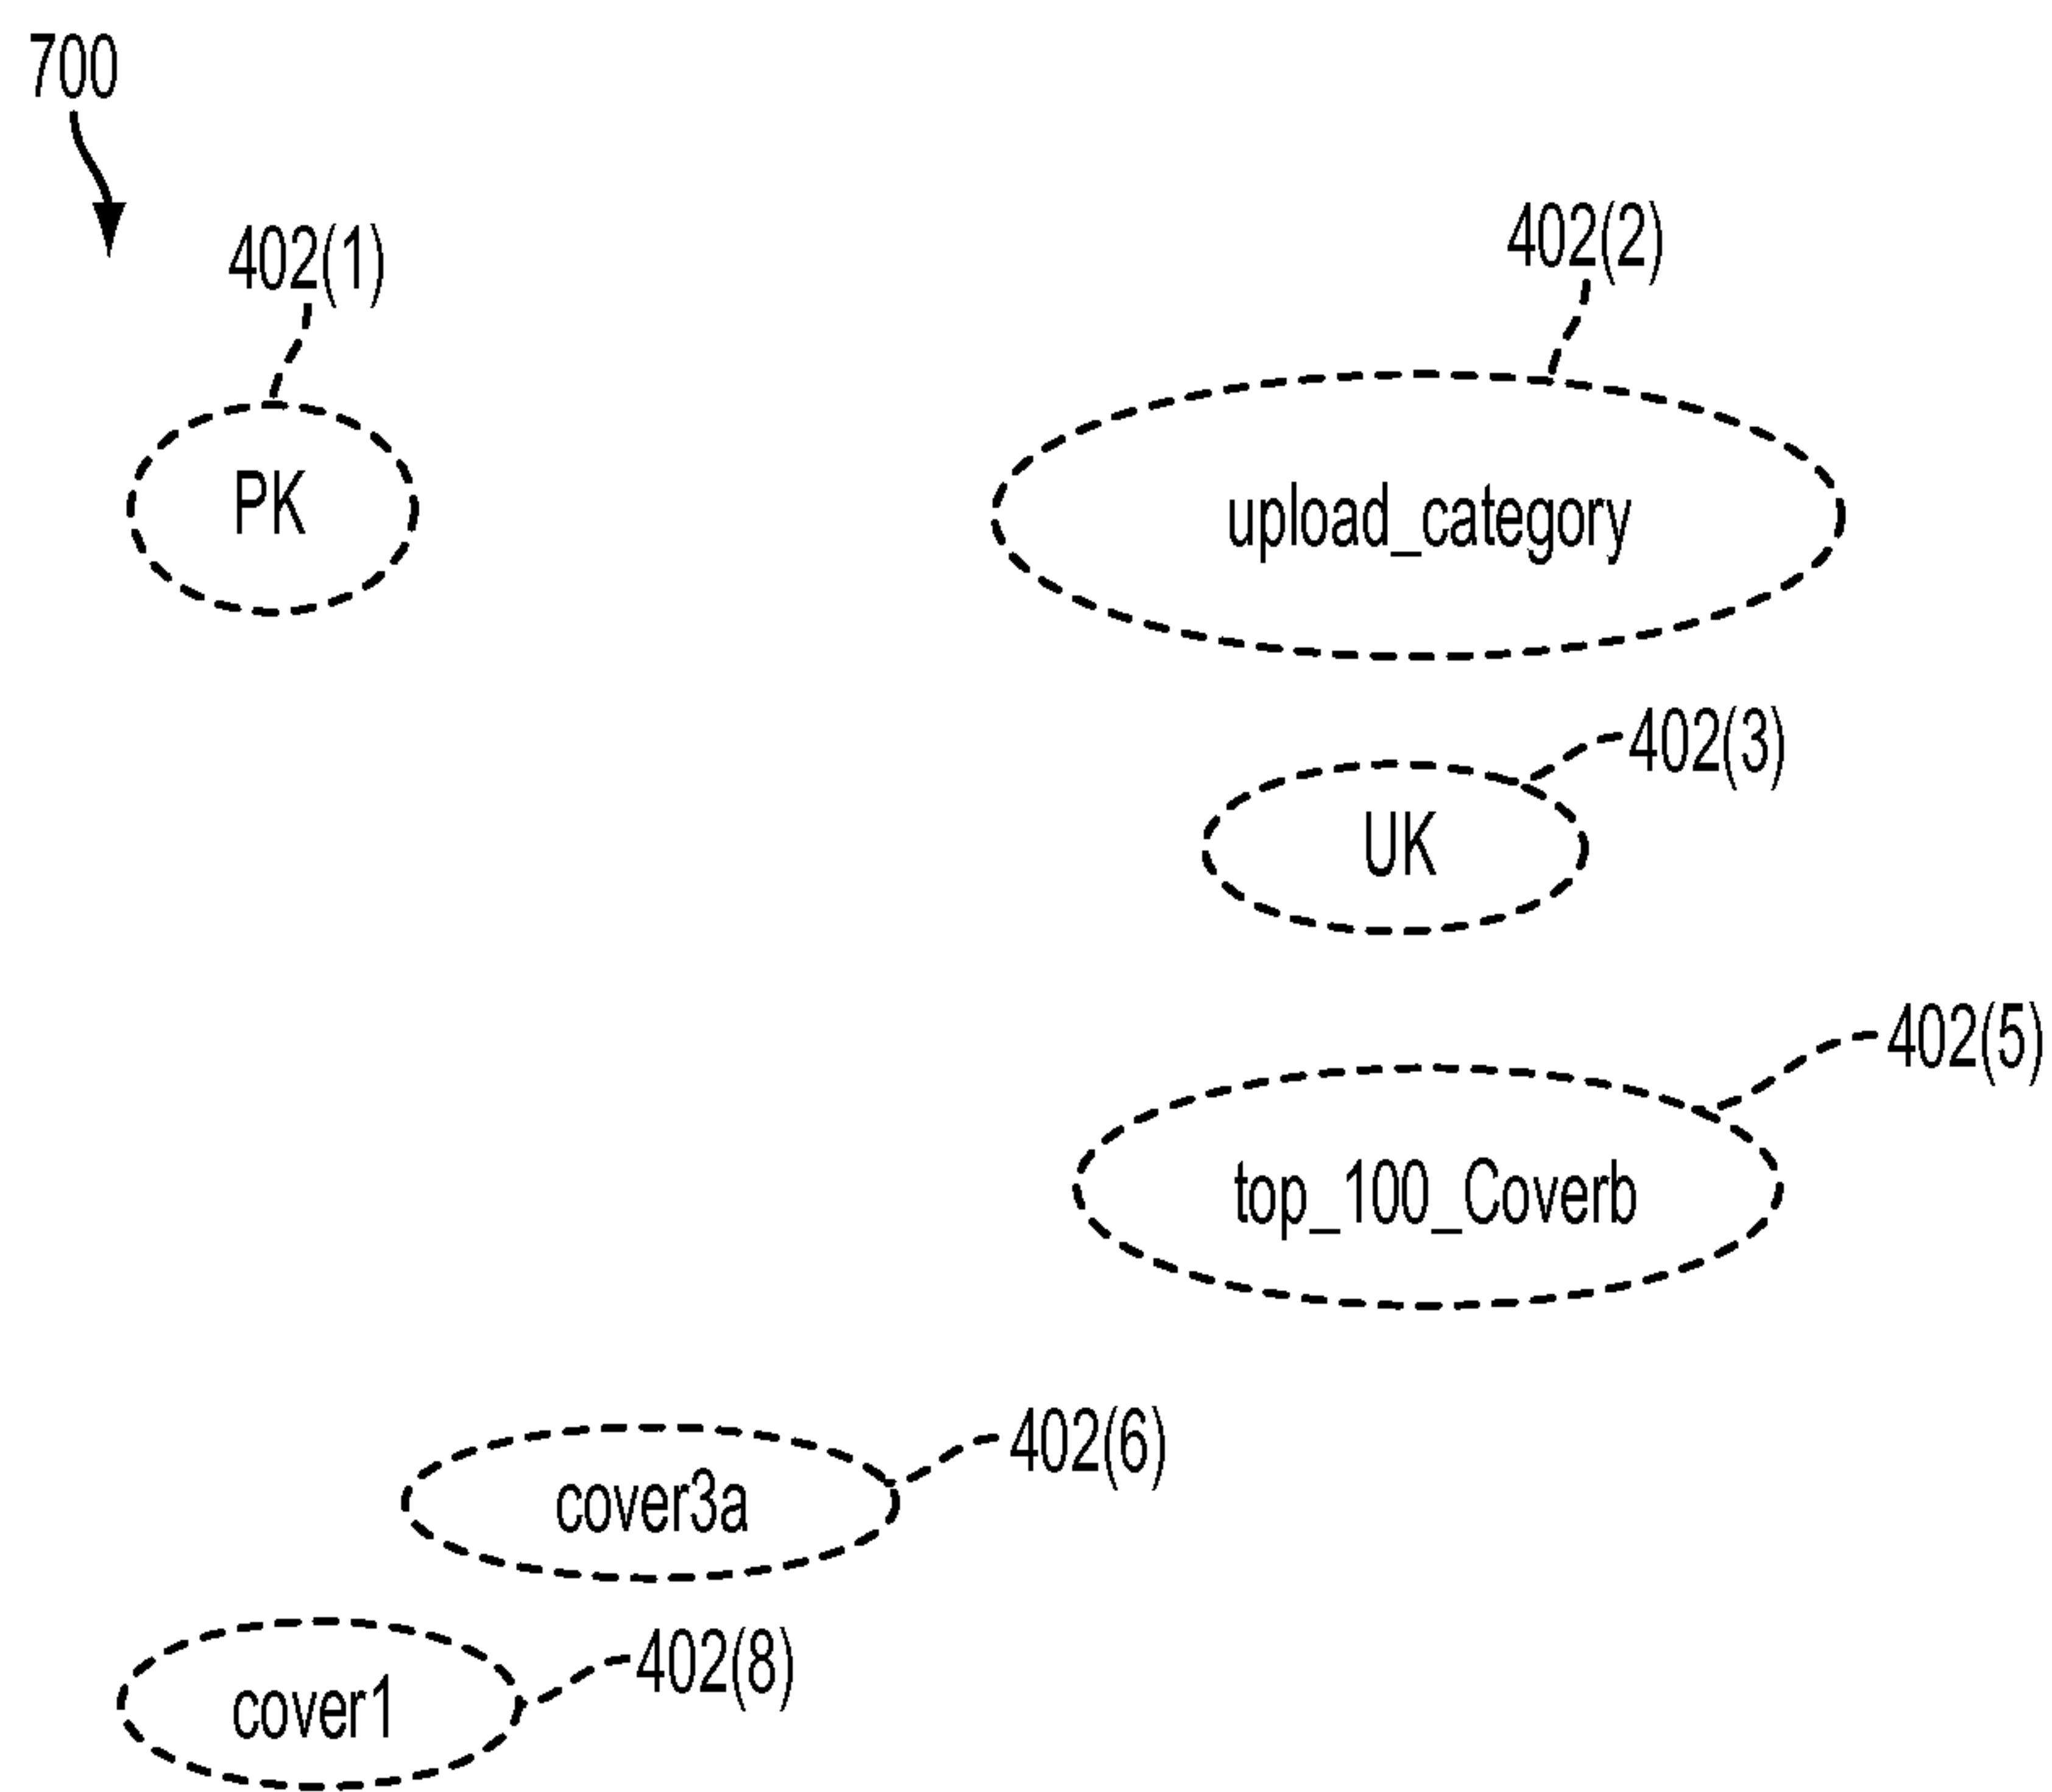 700
402(1)
402(2)
PK
upload_category
402(3)
UK
402(5)
top_100_Coverb
402(6)
cover3a
402(8)
cover1